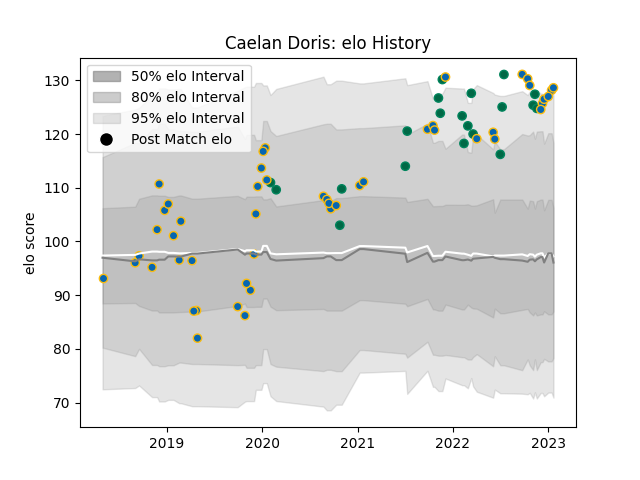 Caelan Doris: elo History
50% elo Interval
80% elo Interval
95% elo Interval
Post Match elo
elo score
130
120
110
100
90
80
70
2019
2020
2021
2022
2023